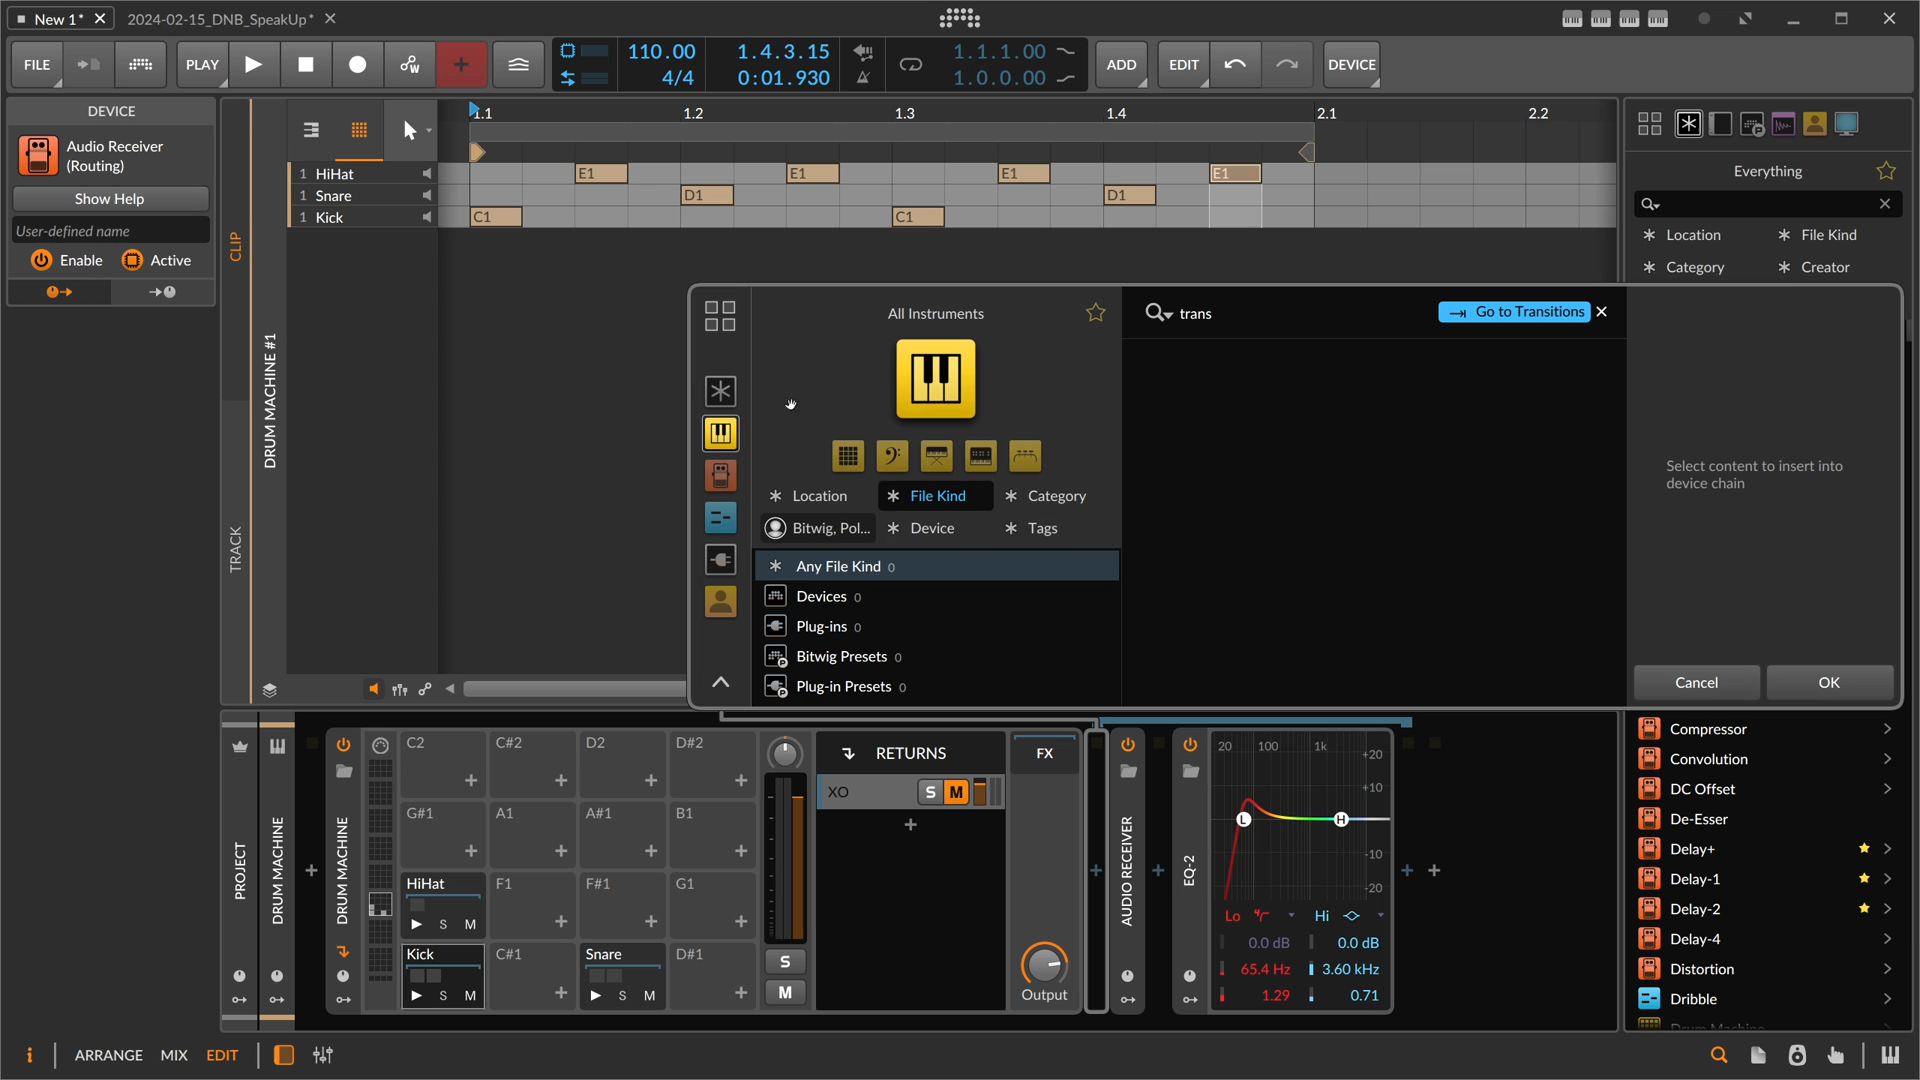 New 1* ✕
2024-02-15_DNB_SpeakUp* ✕
FILE
PLAY
110.00
4/4
1.4.3.15
0:01.930
1.1.1.00
1.0.0.00
ADD
EDIT
DEVICE
DEVICE
Audio Receiver
(Routing)
Show Help
User-defined name
Enable
Active
CLIP
TRACK
DRUM MACHINE #1
1.1
1.2
1.3
1.4
2.1
2.2
1 HiHat
E1
E1
E1
E1
1 Snare
D1
D1
1 Kick
C1
C1
Everything
Location
File Kind
Category
Creator
All Instruments
trans
Go to Transitions
Location
File Kind
Category
Bitwig, Pol...
Device
Tags
Any File Kind 0
Devices 0
Plug-ins 0
Bitwig Presets 0
Plug-in Presets 0
Select content to insert into
device chain
Cancel
OK
PROJECT
DRUM MACHINE
DRUM MACHINE
C2
C#2
D2
D#2
G#1
A1
A#1
B1
HiHat
F1
F#1
G1
S M
Kick
C#1
Snare
D#1
S M
S M
S
M
RETURNS
XO
S M
FX
Output
AUDIO RECEIVER
EQ-2
20
100
1k
+20
+10
-10
-20
L
H
Lo
Hi
0.0 dB
0.0 dB
65.4 Hz
3.60 kHz
1.29
0.71
Compressor
Convolution
DC Offset
De-Esser
Delay+
Delay-1
Delay-2
Delay-4
Distortion
Dribble
Drum Machine
i
ARRANGE
MIX
EDIT